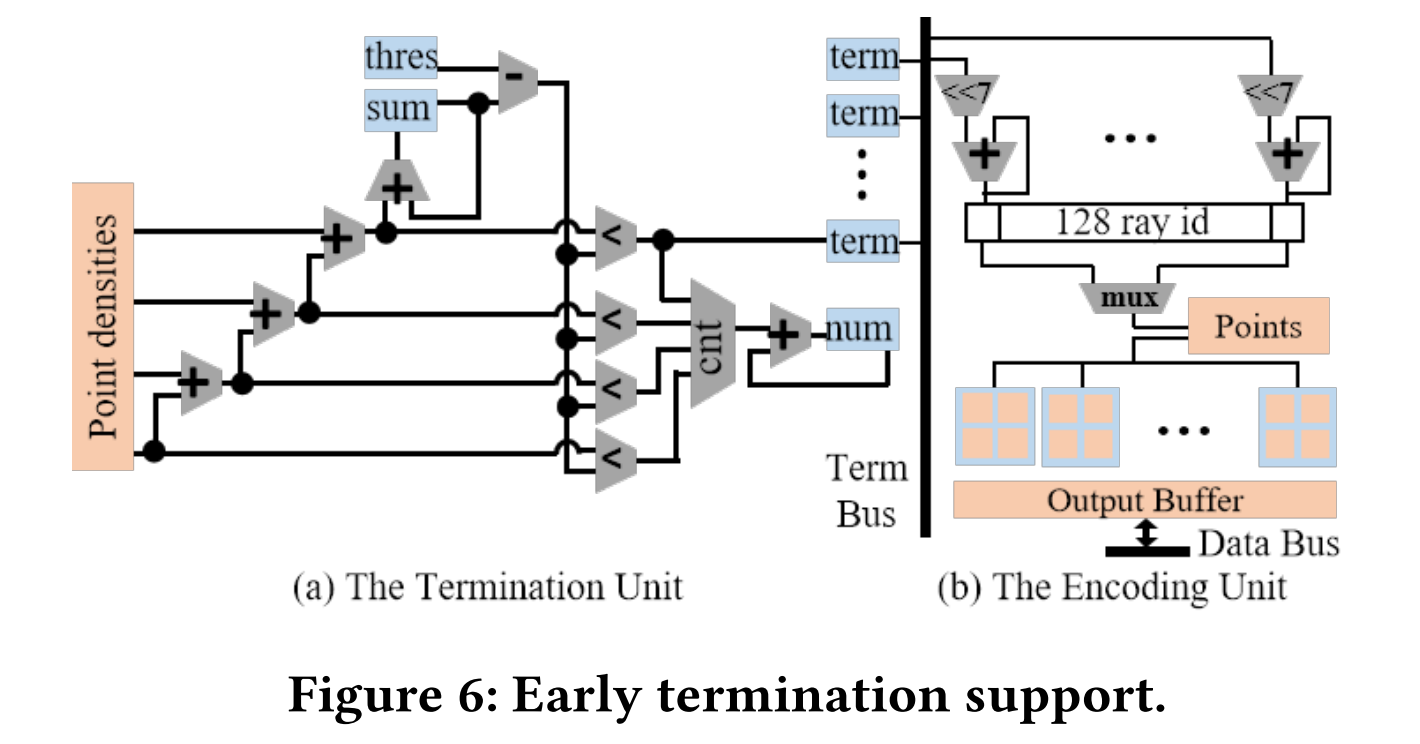 thres
-
sum
+
Point densities
+
+
+
<
<
<
<
cnt
+
num
term
term
term
Term
Bus
<<7
<<7
+
+
...
128 ray id
mux
Points
...
Output Buffer
Data Bus
(a) The Termination Unit
(b) The Encoding Unit
Figure 6: Early termination support.